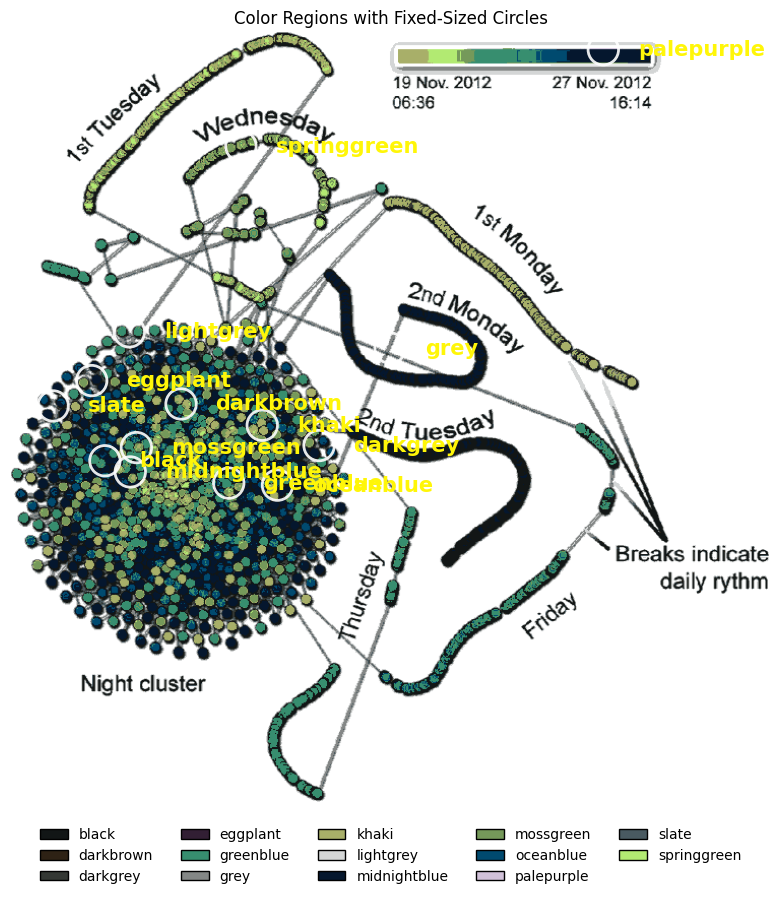 Color Regions with Fixed-Sized Circles
palepurple
19 Nov. 2012 27 Nov. 2012
06:36 16:14
1st Tuesday
Wednesday
springgreen
1st Monday
2nd Monday
lightgrey
grey
eggplant
slate
darkbrown
khaki
2nd Tuesday
darkgrey
mossgreen
black
midnightblue
greenblue
oceanblue
Breaks indicate
daily rythm
Thursday
Friday
Night cluster
black eggplant khaki mossgreen slate
darkbrown greenblue lightgrey oceanblue springgreen
darkgrey grey midnightblue palepurple